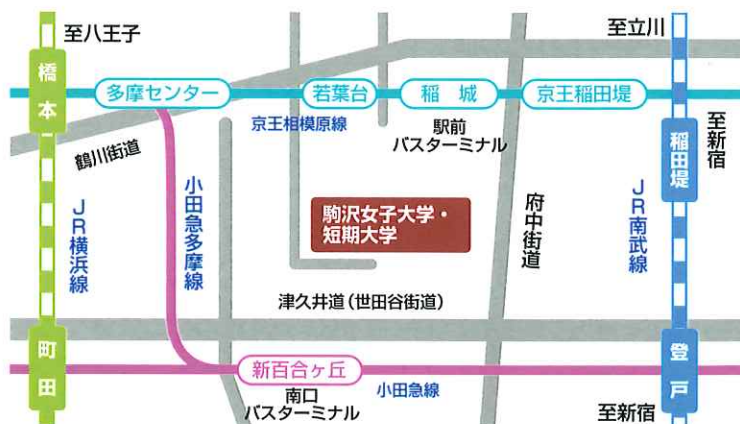 至八王子
至立川
橋本
多摩センター
若葉台
稲城
京王稲田堤
京王相模原線
駅前
バスターミナル
至新宿
稲田堤
鶴川街道
小田急多摩線
駒沢女子大学・
短期大学
府中街道
JR南武線
JR横浜線
津久井道(世田谷街道)
町田
新百合ヶ丘
登戸
小田急線
南口
バスターミナル
至新宿